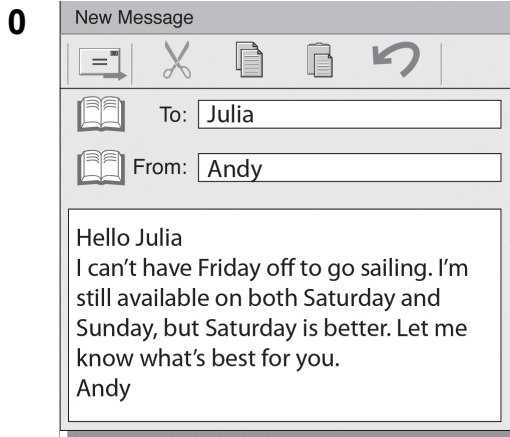 0
New Message
To: Julia
From: Andy
Hello Julia
I can't have Friday off to go sailing. I'm
still available on both Saturday and
Sunday, but Saturday is better. Let me
know what's best for you.
Andy